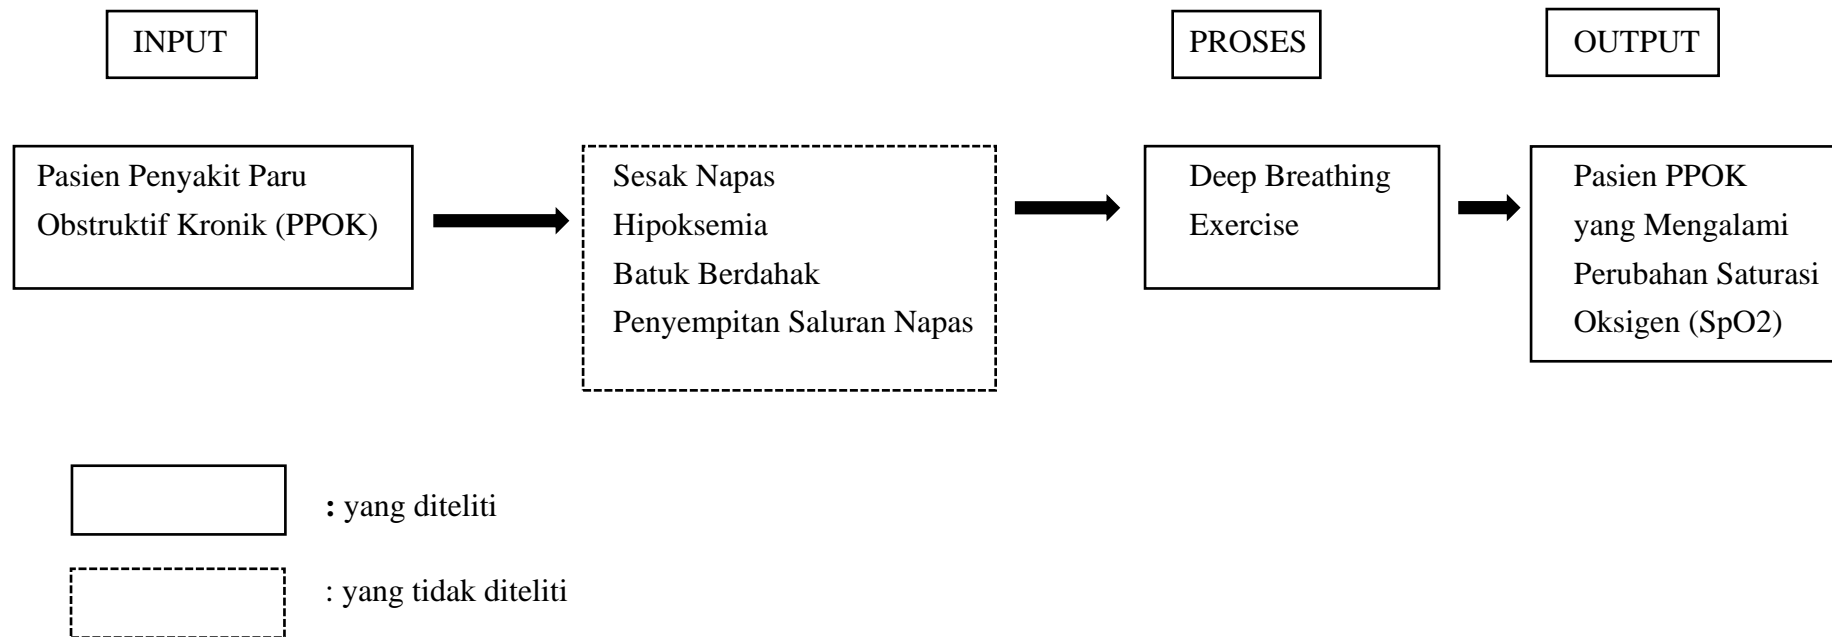 INPUT
PROSES
OUTPUT
Pasien Penyakit Paru
Obstruktif Kronik (PPOK)
Sesak Napas
Hipoksemia
Batuk Berdahak
Penyempitan Saluran Napas
Deep Breathing
Exercise
Pasien PPOK
yang Mengalami
Perubahan Saturasi
Oksigen (SpO2)
: yang diteliti
: yang tidak diteliti